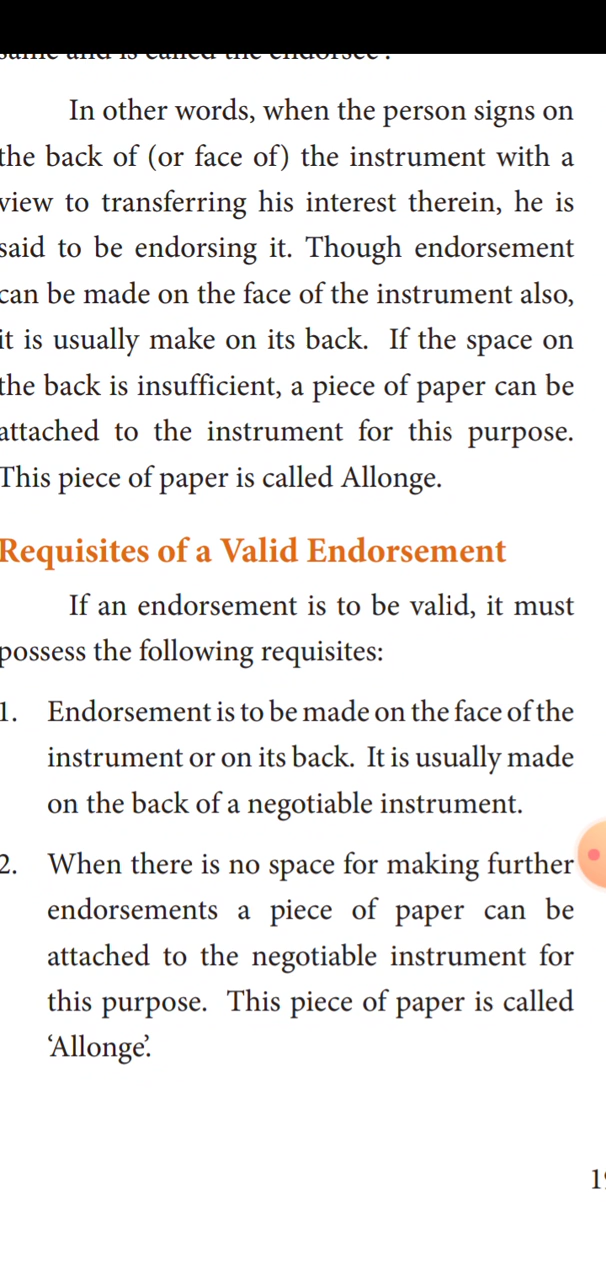 same and is called the endorsee'.
In other words, when the person signs on
the back of (or face of) the instrument with a
view to transferring his interest therein, he is
said to be endorsing it. Though endorsement
can be made on the face of the instrument also,
it is usually make on its back. If the space on
the back is insufficient, a piece of paper can be
attached to the instrument for this purpose.
This piece of paper is called Allonge.
Requisites of a Valid Endorsement
If an endorsement is to be valid, it must
possess the following requisites:
1. Endorsement is to be made on the face of the
instrument or on its back. It is usually made
on the back of a negotiable instrument.
2. When there is no space for making further
endorsements a piece of paper can be
attached to the negotiable instrument for
this purpose. This piece of paper is called
‘Allonge’.